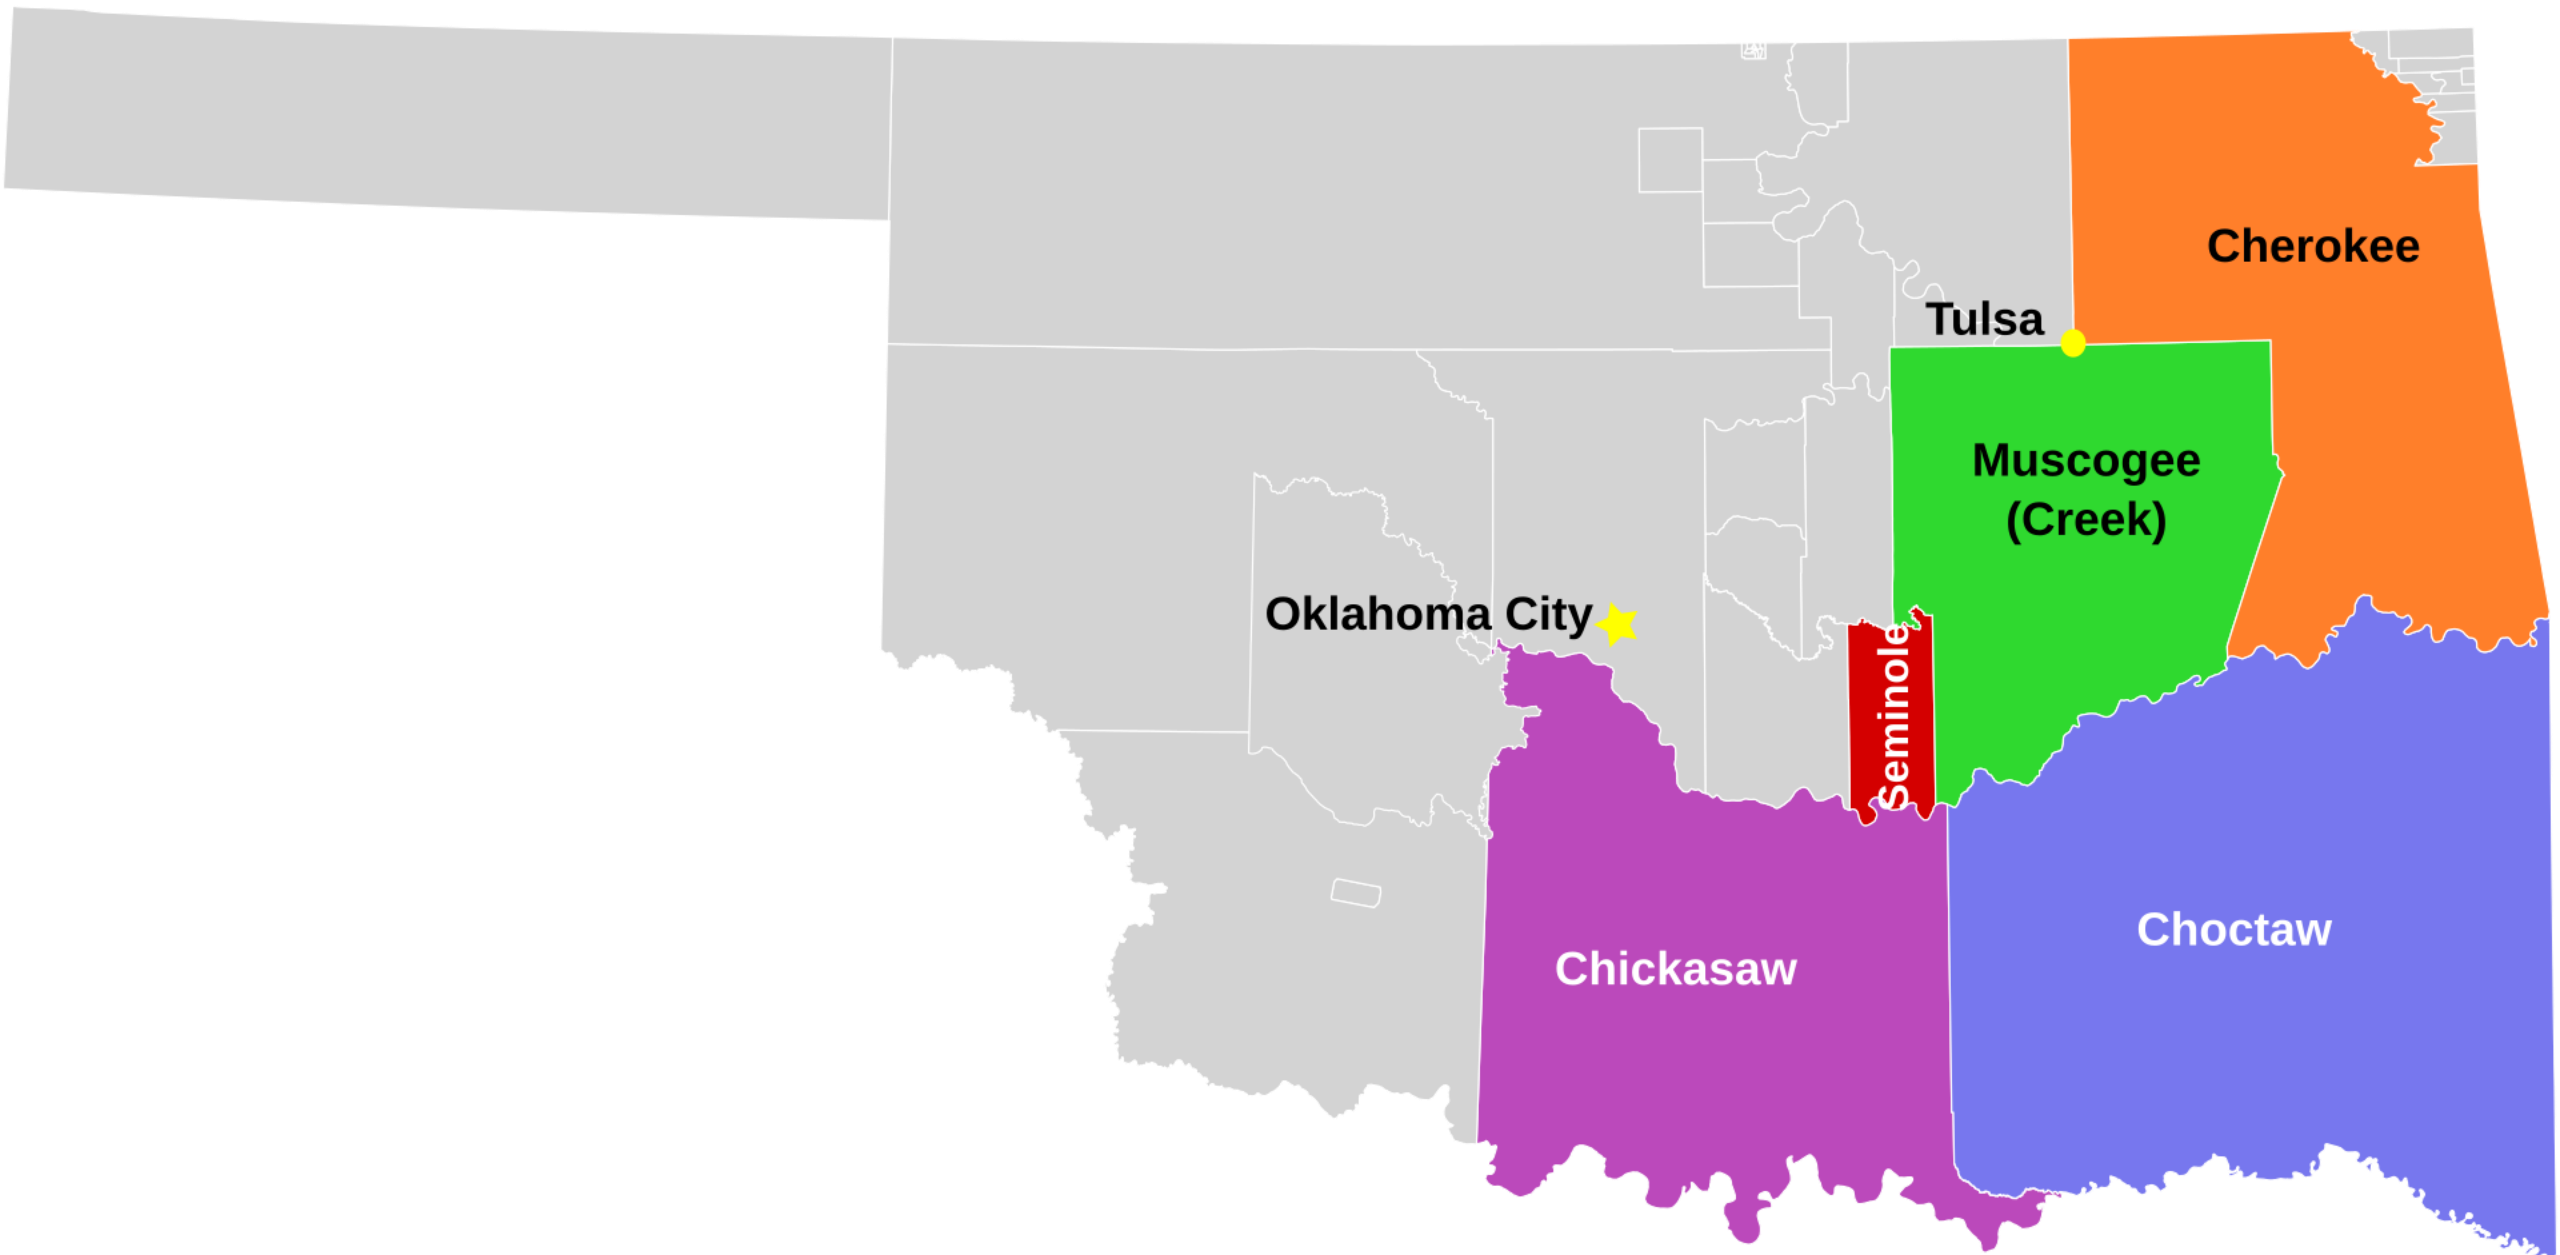 Cherokee
Tulsa
Muscogee
(Creek)
Oklahoma City
Seminole
Choctaw
Chickasaw